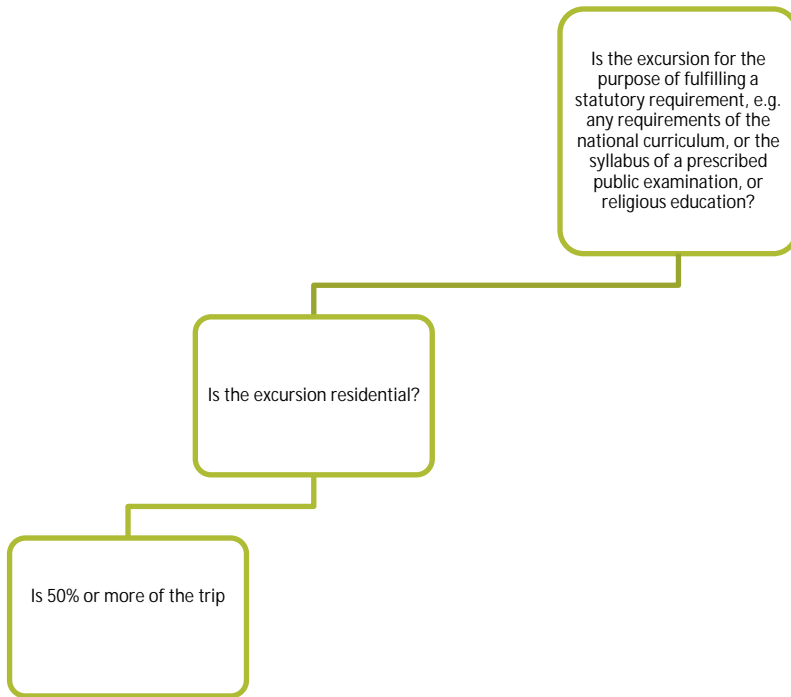 Is the excursion for the
purpose of fulfilling a
statutory requirement, e.g.
any requirements of the
national curriculum, or the
syllabus of a prescribed
public examination, or
religious education?
Is the excursion residential?
Is 50% or more of the trip